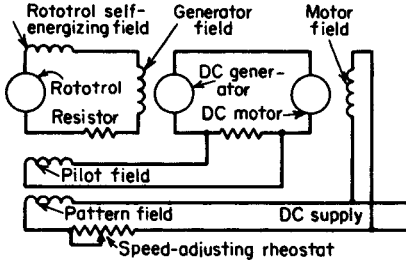 Rototrol self-
energizing field
Generator
field
Motor
field
Rototrol
Resistor
DC gener-
ator
DC motor
Pilot field
Pattern field
DC supply
Speed-adjusting rheostat